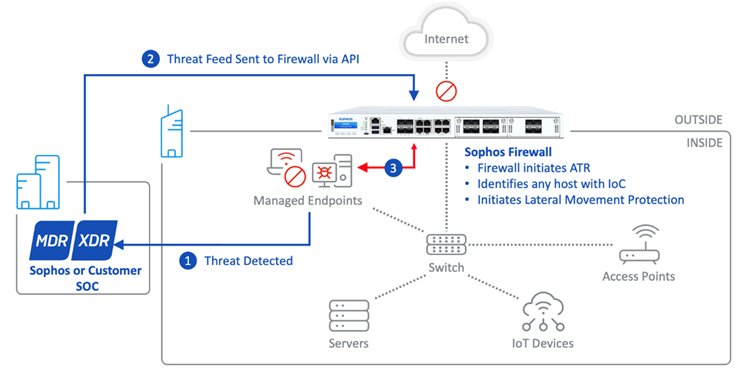 Internet
2 Threat Feed Sent to Firewall via API
SOPHOS
OUTSIDE
INSIDE
3
Sophos Firewall
• Firewall initiates ATR
• Identifies any host with IoC
• Initiates Lateral Movement Protection
Managed Endpoints
MDR XDR
Sophos or Customer
SOC
1 Threat Detected
Switch
Access Points
Servers
IoT Devices